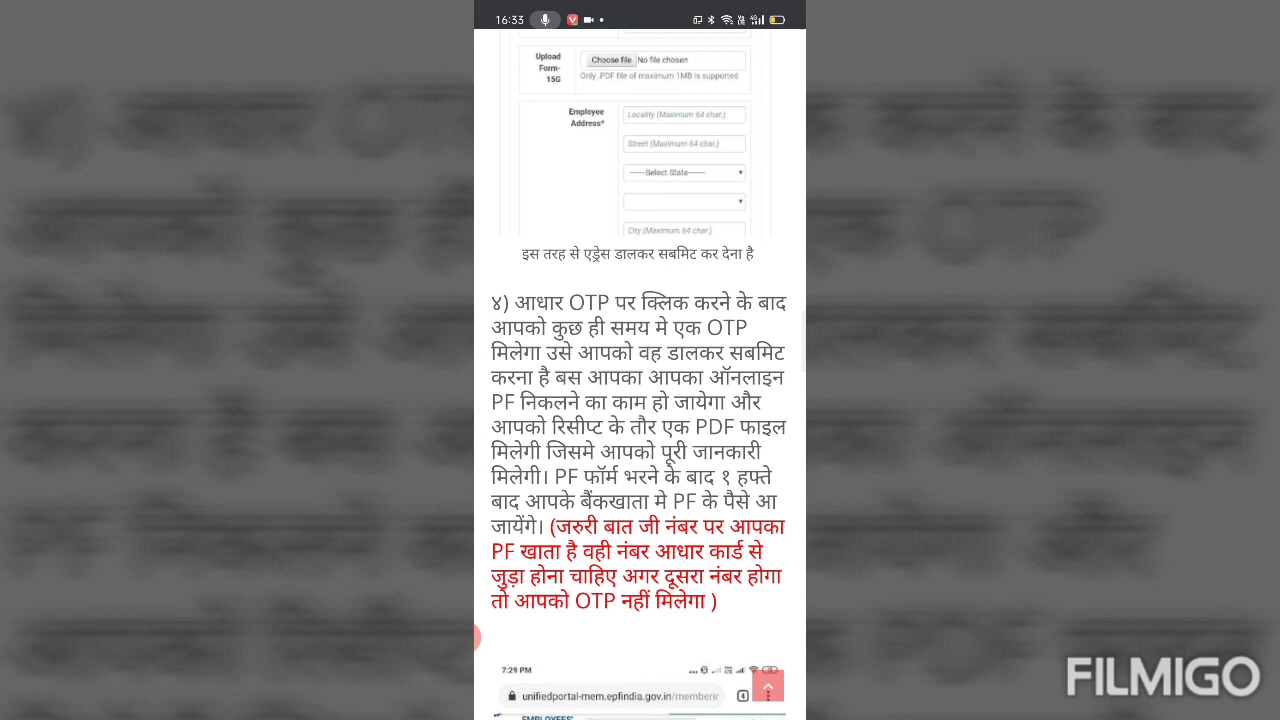 16:33
Upload
Form-
15G
Choose file No file chosen
Only .PDF file of maximum 1MB is supported
Employee
Address*
Locality (Maximum 64 char.)
Street (Maximum 64 char.)
-----Select State------
City (Maximum 64 char.)
इस तरह से एड्रेस डालकर सबमिट कर देना है
४) आधार OTP पर क्लिक करने के बाद
आपको कुछ ही समय मे एक OTP
मिलेगा उसे आपको वह डालकर सबमिट
करना है बस आपका आपका ऑनलाइन
PF निकलने का काम हो जायेगा और
आपको रिसीप्ट के तौर एक PDF फाइल
मिलेगी जिसमे आपको पूरी जानकारी
मिलेगी। PF फॉर्म भरने के बाद १ हफ्ते
बाद आपके बैंकखाता मे PF के पैसे आ
जायेंगे। (जरुरी बात जी नंबर पर आपका
PF खाता है वही नंबर आधार कार्ड से
जुड़ा होना चाहिए अगर दूसरा नंबर होगा
तो आपको OTP नहीं मिलेगा )
7:29 PM
unifiedportal-mem.epfindia.gov.in/memberir
4
EMPLOYEES'
FILMIGO